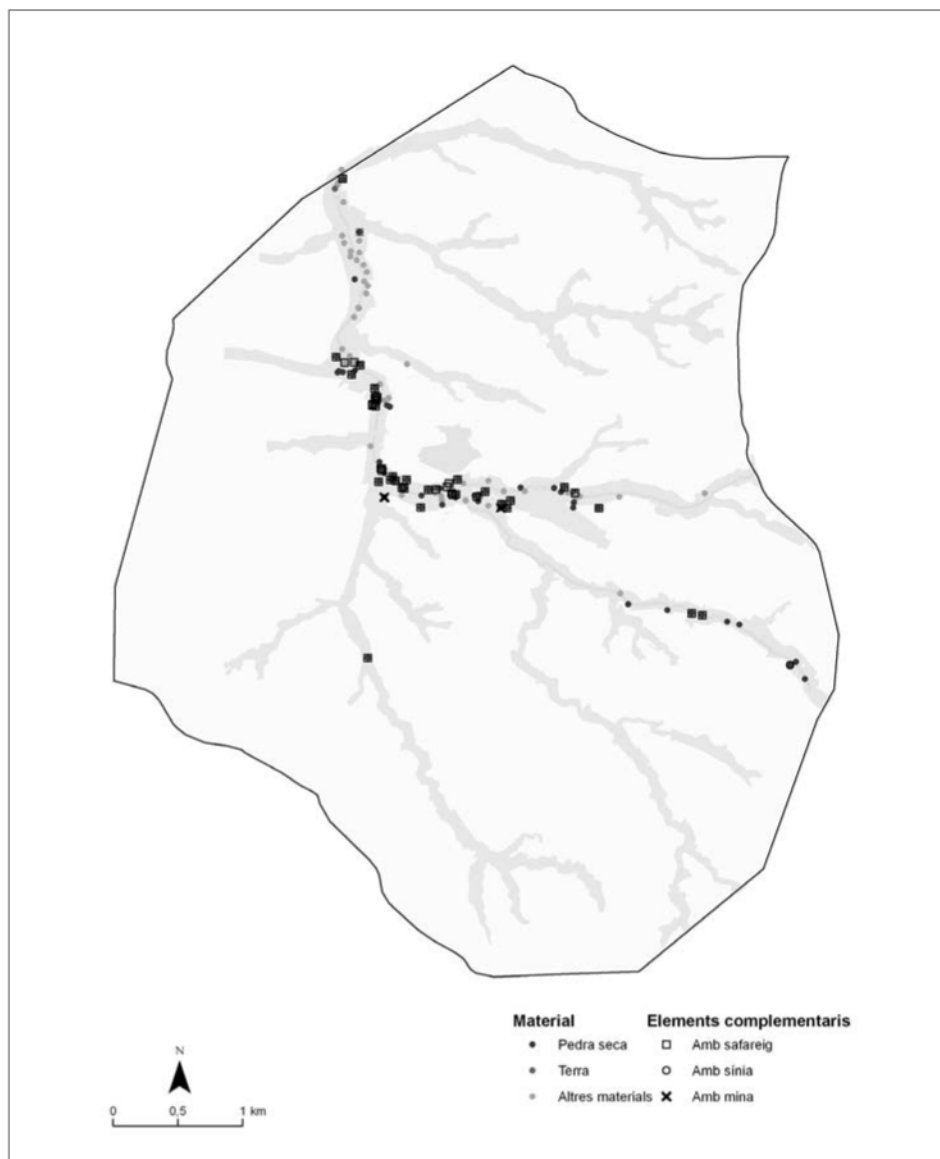 Material Elements complementaris
Pedra seca Amb safareig
Terra Amb sínia
Altres materials Amb mina
N
0 0,5 1 km